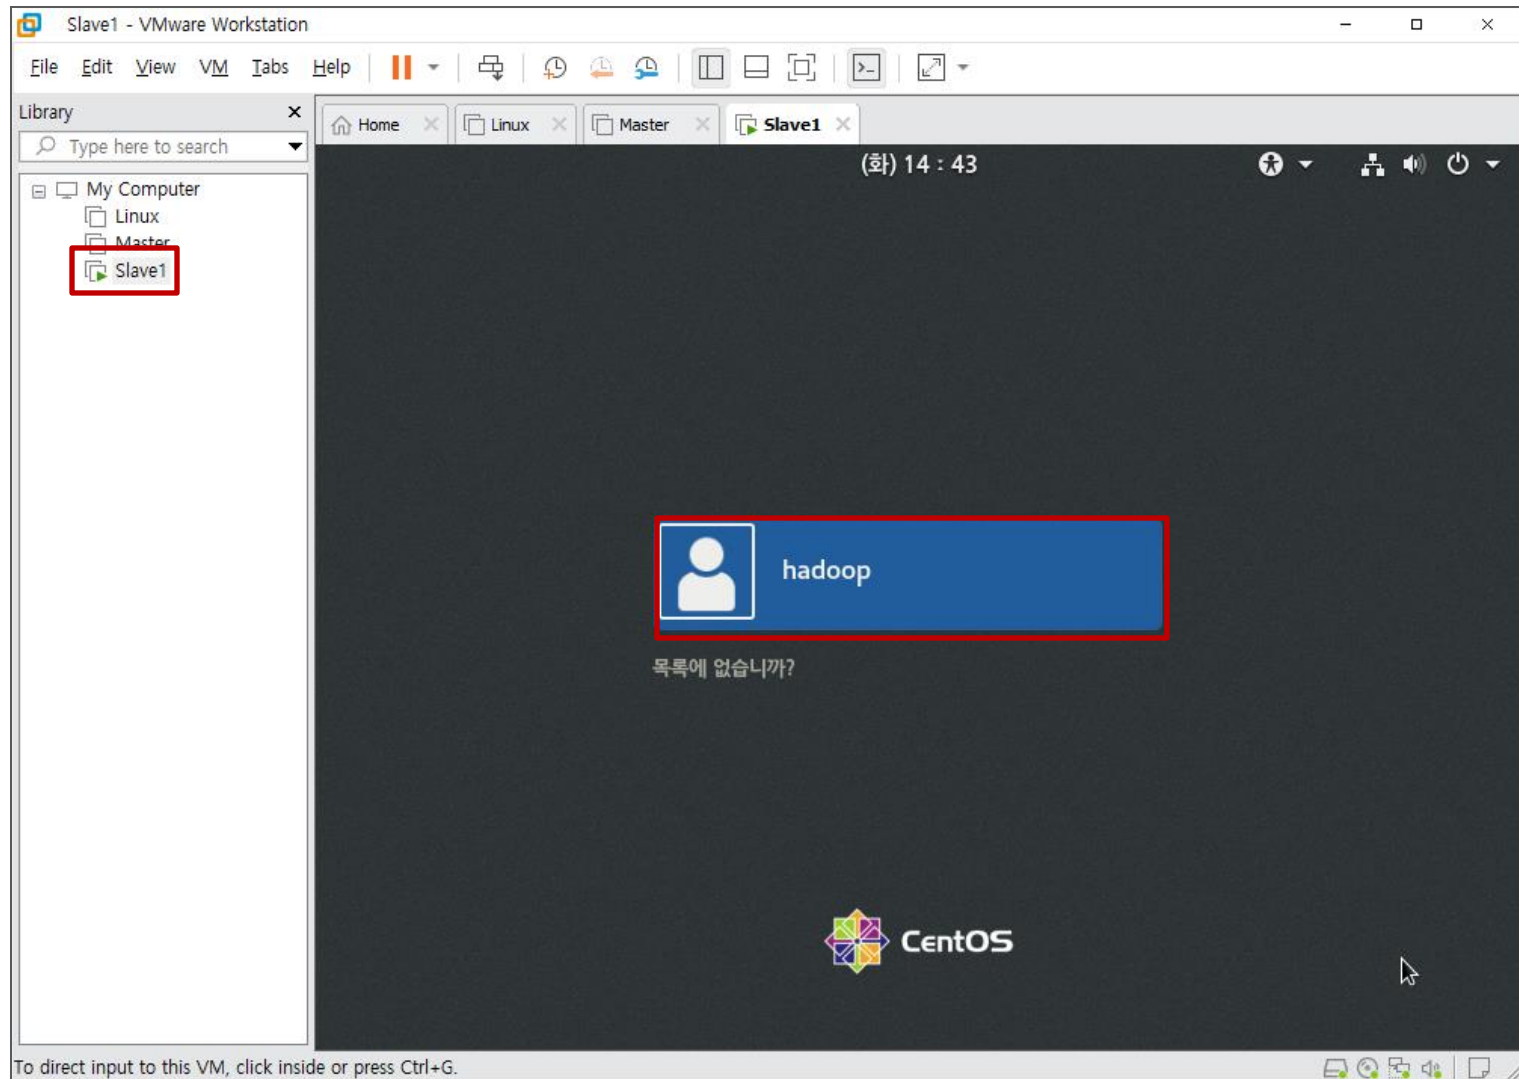 Slave1 - VMware Workstation
File Edit View VM Tabs Help
Library
Type here to search
My Computer
Linux
Master
Slave1
Home
Linux
Master
Slave1
(화) 14 : 43
hadoop
목록에 없습니까?
CentOS
To direct input to this VM, click inside or press Ctrl+G.